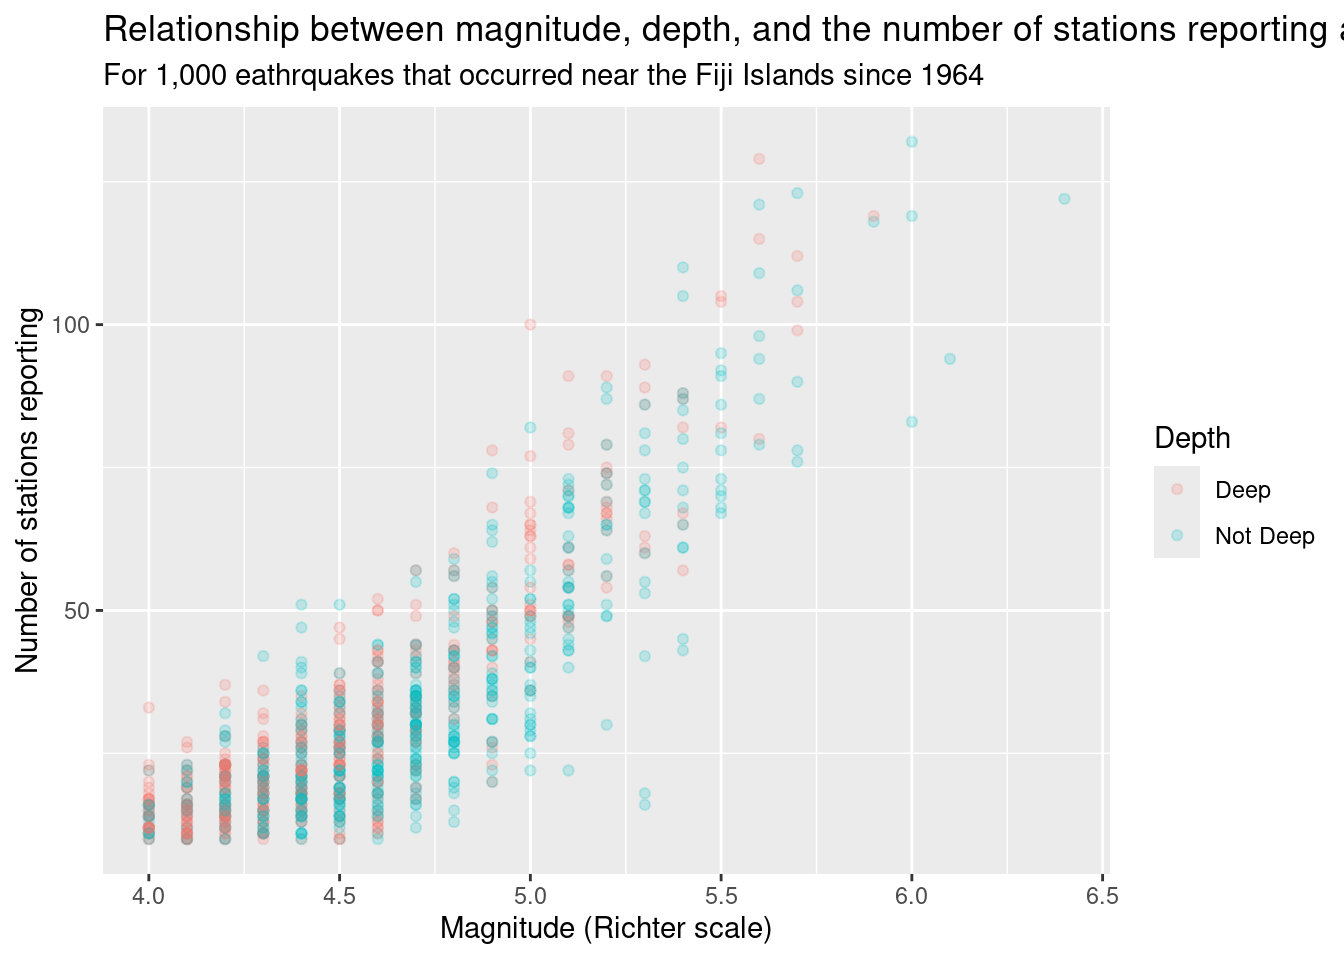 Relationship between magnitude, depth, and the number of stations reporting
For 1,000 eathrquakes that occurred near the Fiji Islands since 1964
Number of stations reporting
100
50
4.0 4.5 5.0 5.5 6.0 6.5
Magnitude (Richter scale)
Depth
Deep
Not Deep